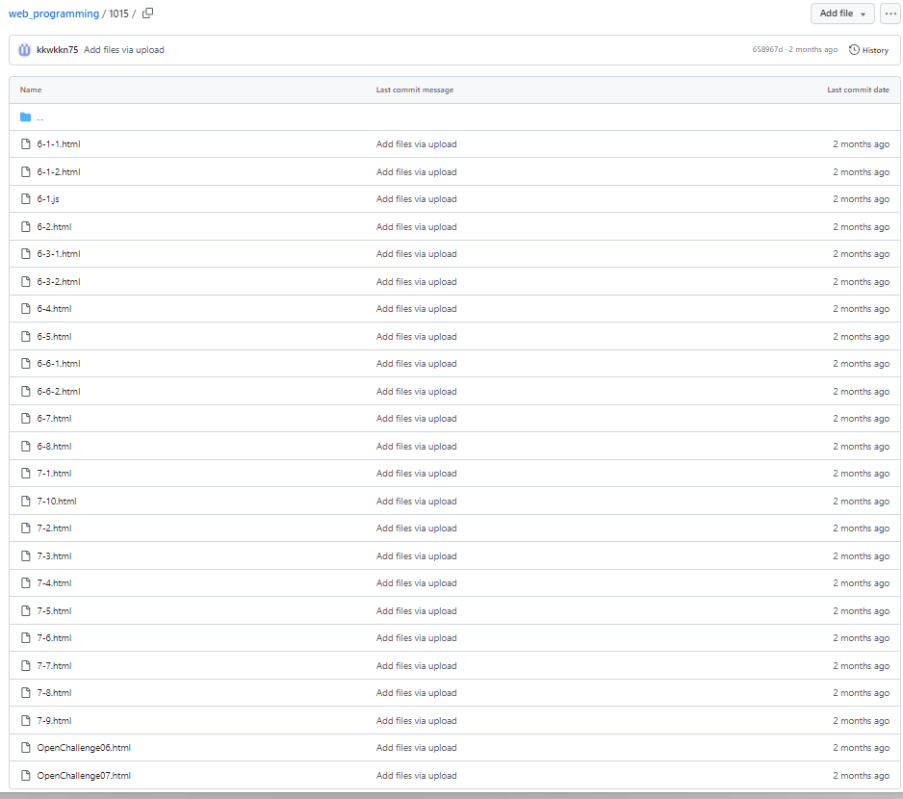 web_programming / 1015 / Add file ...
kkwkkn75 Add files via upload 658967d · 2 months ago History
Name Last commit message Last commit date
..
6-1-1.html Add files via upload 2 months ago
6-1-2.html Add files via upload 2 months ago
6-1.js Add files via upload 2 months ago
6-2.html Add files via upload 2 months ago
6-3-1.html Add files via upload 2 months ago
6-3-2.html Add files via upload 2 months ago
6-4.html Add files via upload 2 months ago
6-5.html Add files via upload 2 months ago
6-6-1.html Add files via upload 2 months ago
6-6-2.html Add files via upload 2 months ago
6-7.html Add files via upload 2 months ago
6-8.html Add files via upload 2 months ago
7-1.html Add files via upload 2 months ago
7-10.html Add files via upload 2 months ago
7-2.html Add files via upload 2 months ago
7-3.html Add files via upload 2 months ago
7-4.html Add files via upload 2 months ago
7-5.html Add files via upload 2 months ago
7-6.html Add files via upload 2 months ago
7-7.html Add files via upload 2 months ago
7-8.html Add files via upload 2 months ago
7-9.html Add files via upload 2 months ago
OpenChallenge06.html Add files via upload 2 months ago
OpenChallenge07.html Add files via upload 2 months ago